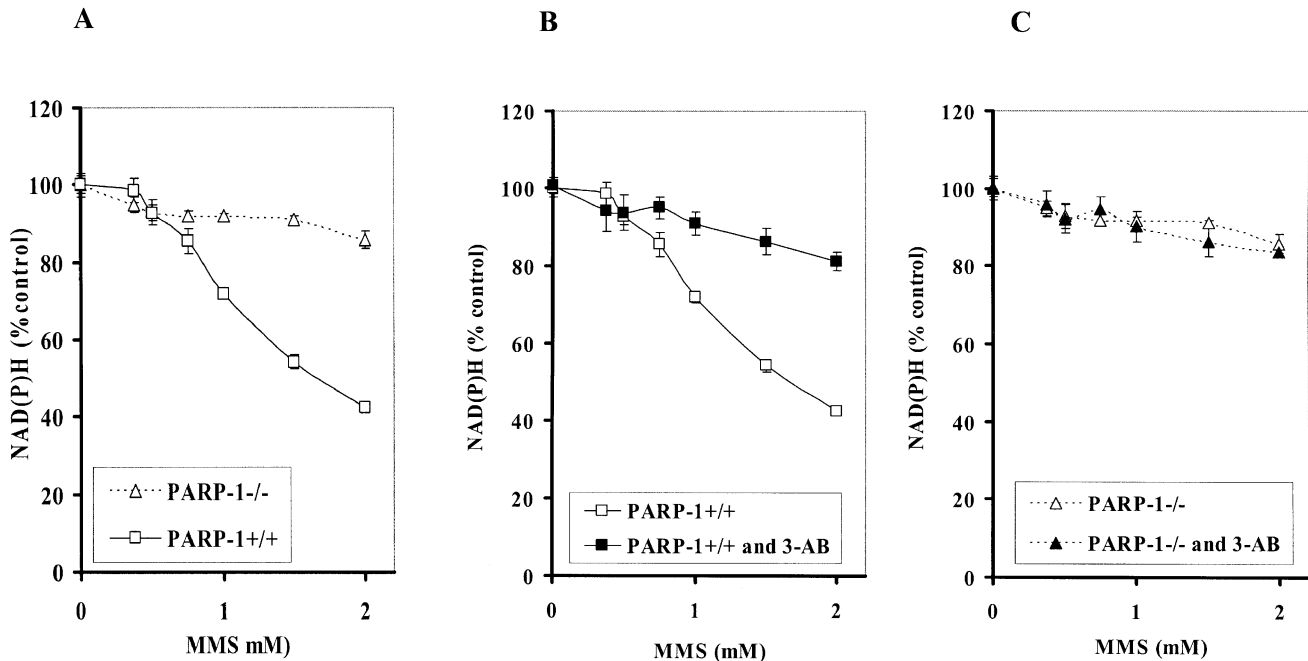 A
B
C
120
100
80
60
40
20
0
NAD(P)H (% control)
PARP-1-/-
PARP-1+/+
0
1
2
MMS mM)
120
100
80
60
40
20
0
NAD(P)H (% control)
PARP-1+/+
PARP-1+/+ and 3-AB
0
1
2
MMS (mM)
120
100
80
60
40
20
0
NAD(P)H (% control)
PARP-1-/-
PARP-1-/- and 3-AB
0
1
2
MMS (mM)